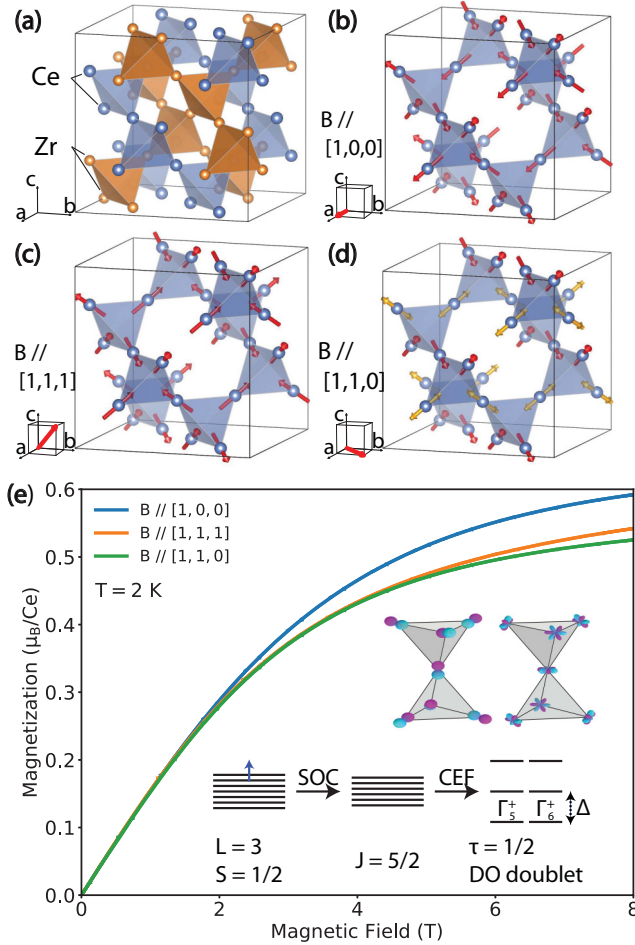 (a)
Ce
Zr
c
a
b
(b)
B //
[1,0,0]
c
a
b
(c)
B //
[1,1,1]
c
a
b
(d)
B //
[1,1,0]
c
a
b
(e)
0.6
0.5
0.4
0.3
0.2
0.1
0.0
Magnetization (μB/Ce)
B // [1, 0, 0]
B // [1, 1, 1]
B // [1, 1, 0]
T = 2 K
SOC
CEF
Γ5+
Γ6+
Δ
L = 3
S = 1/2
J = 5/2
τ = 1/2
DO doublet
0
2
4
6
8
Magnetic Field (T)